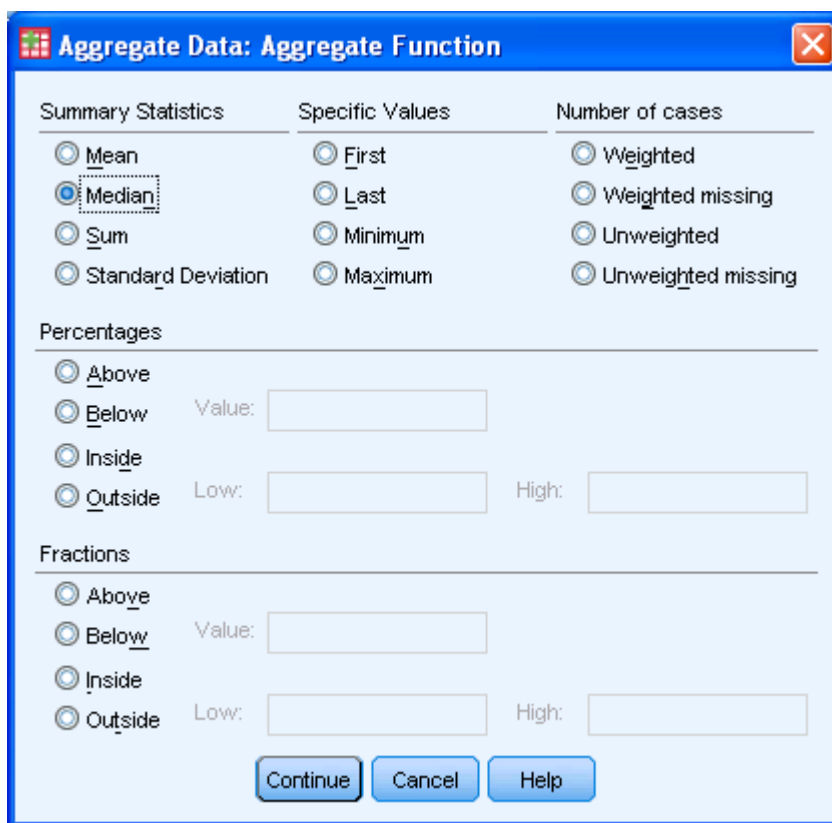 Aggregate Data: Aggregate Function
Summary Statistics
Mean
Median
Sum
Standard Deviation
Specific Values
First
Last
Minimum
Maximum
Number of cases
Weighted
Weighted missing
Unweighted
Unweighted missing
Percentages
Above
Below
Value:
Inside
Outside
Low:
High:
Fractions
Above
Below
Value:
Inside
Outside
Low:
High:
Continue
Cancel
Help